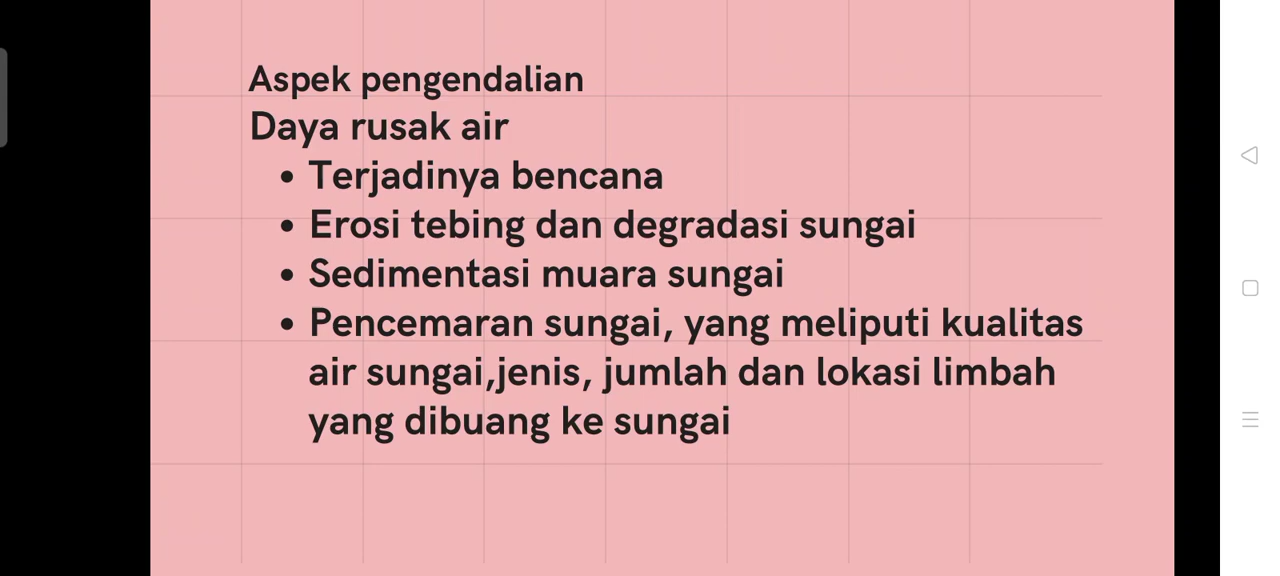 Aspek pengendalian
Daya rusak air
• Terjadinya bencana
• Erosi tebing dan degradasi sungai
• Sedimentasi muara sungai
• Pencemaran sungai, yang meliputi kualitas
air sungai,jenis, jumlah dan lokasi limbah
yang dibuang ke sungai